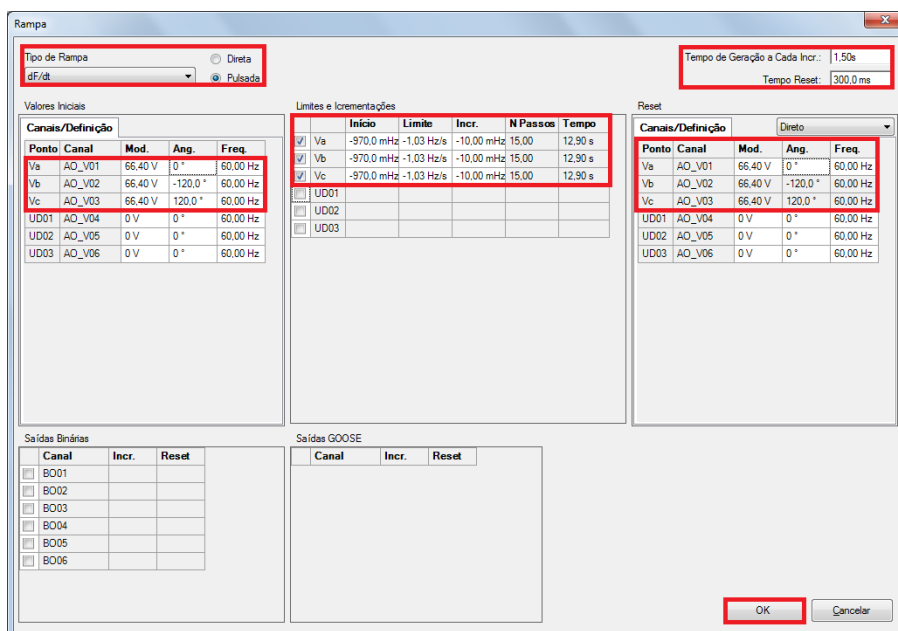 Rampa
Tipo de Rampa
dF/dt
Direta
Pulsada
Tempo de Geração a Cada Incr.: 1,50s
Tempo Reset: 300,0 ms
Valores Iniciais
Canais/Definição
Ponto Canal Mod. Ang. Freq.
Va AO_V01 66,40 V 0 ° 60,00 Hz
Vb AO_V02 66,40 V -120,0 ° 60,00 Hz
Vc AO_V03 66,40 V 120,0 ° 60,00 Hz
UD01 AO_V04 0 V 0 ° 60,00 Hz
UD02 AO_V05 0 V 0 ° 60,00 Hz
UD03 AO_V06 0 V 0 ° 60,00 Hz
Limites e Icrementações
Início Limite Incr. N Passos Tempo
Va -970,0 mHz -1,03 Hz/s -10,00 mHz 15,00 12,90 s
Vb -970,0 mHz -1,03 Hz/s -10,00 mHz 15,00 12,90 s
Vc -970,0 mHz -1,03 Hz/s -10,00 mHz 15,00 12,90 s
UD01
UD02
UD03
Reset
Canais/Definição Direto
Ponto Canal Mod. Ang. Freq.
Va AO_V01 66,40 V 0 ° 60,00 Hz
Vb AO_V02 66,40 V -120,0 ° 60,00 Hz
Vc AO_V03 66,40 V 120,0 ° 60,00 Hz
UD01 AO_V04 0 V 0 ° 60,00 Hz
UD02 AO_V05 0 V 0 ° 60,00 Hz
UD03 AO_V06 0 V 0 ° 60,00 Hz
Saídas Binárias
Canal Incr. Reset
BO01
BO02
BO03
BO04
BO05
BO06
Saídas GOOSE
Canal Incr. Reset
OK
Cancelar